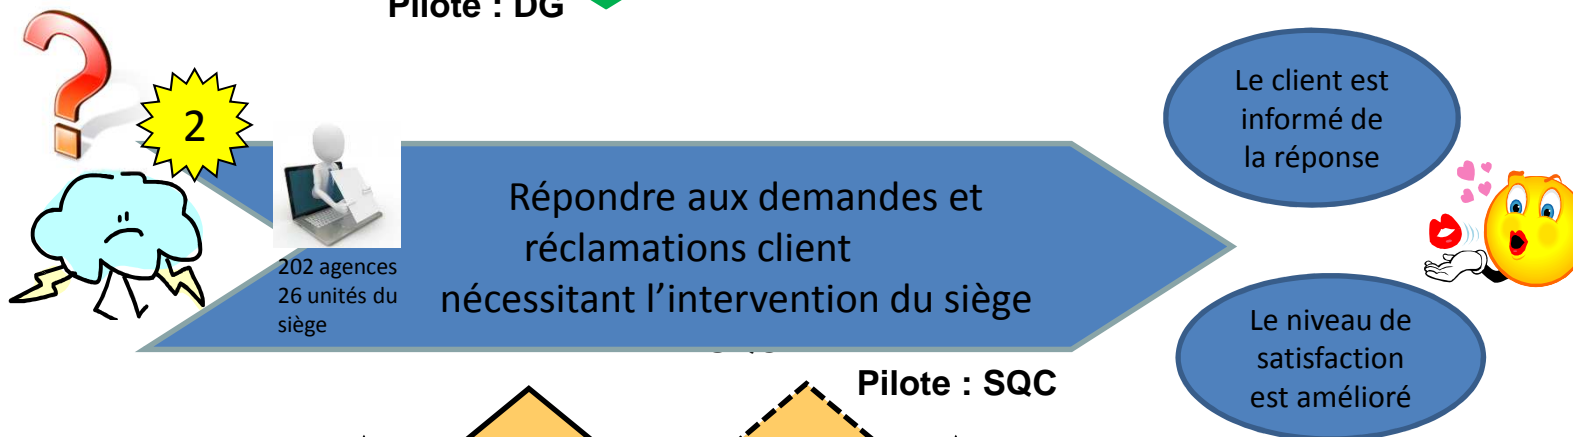 Pilote : DG
2
Répondre aux demandes et
réclamations client
nécessitant l’intervention du siège
202 agences
26 unités du
siège
Le client est
informé de
la réponse
Le niveau de
satisfaction
est amélioré
Pilote : SQC